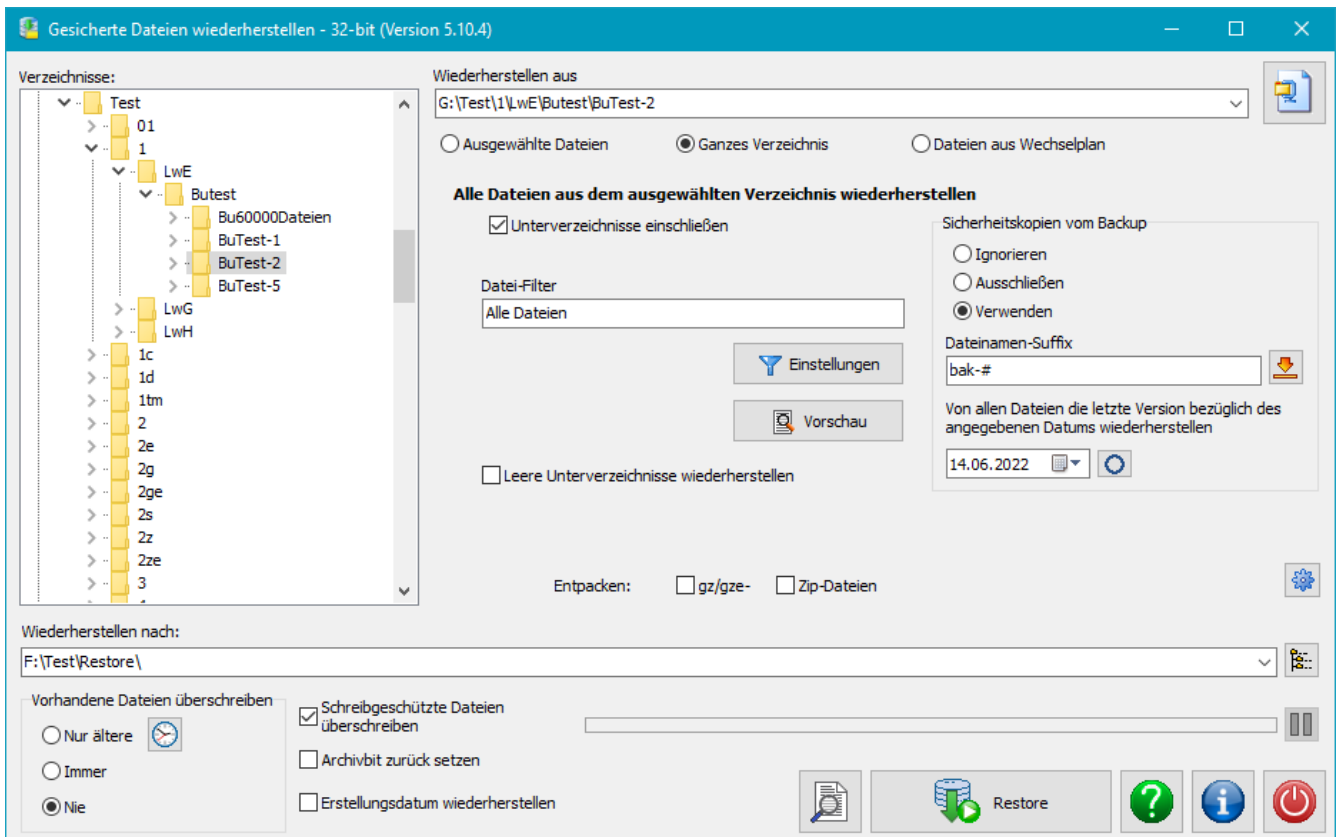 Gesicherte Dateien wiederherstellen - 32-bit (Version 5.10.4)
Verzeichnisse:
Test
01
1
LwE
Butest
Bu60000Dateien
BuTest-1
BuTest-2
BuTest-5
LwG
LwH
1c
1d
1tm
2
2e
2g
2ge
2s
2z
2ze
3
Wiederherstellen aus
G:\Test\1\LwE\Butest\BuTest-2
Ausgewählte Dateien
Ganzes Verzeichnis
Dateien aus Wechselplan
Alle Dateien aus dem ausgewählten Verzeichnis wiederherstellen
Unterverzeichnisse einschließen
Datei-Filter
Alle Dateien
Einstellungen
Vorschau
Leere Unterverzeichnisse wiederherstellen
Sicherheitskopien vom Backup
Ignorieren
Ausschließen
Verwenden
Dateinamen-Suffix
bak-#
Von allen Dateien die letzte Version bezüglich des
angegebenen Datums wiederherstellen
14.06.2022
Entpacken:
gz/gze-
Zip-Dateien
Wiederherstellen nach:
F:\Test\Restore\
Vorhandene Dateien überschreiben
Nur ältere
Immer
Nie
Schreibgeschützte Dateien
überschreiben
Archivbit zurück setzen
Erstellungsdatum wiederherstellen
Restore